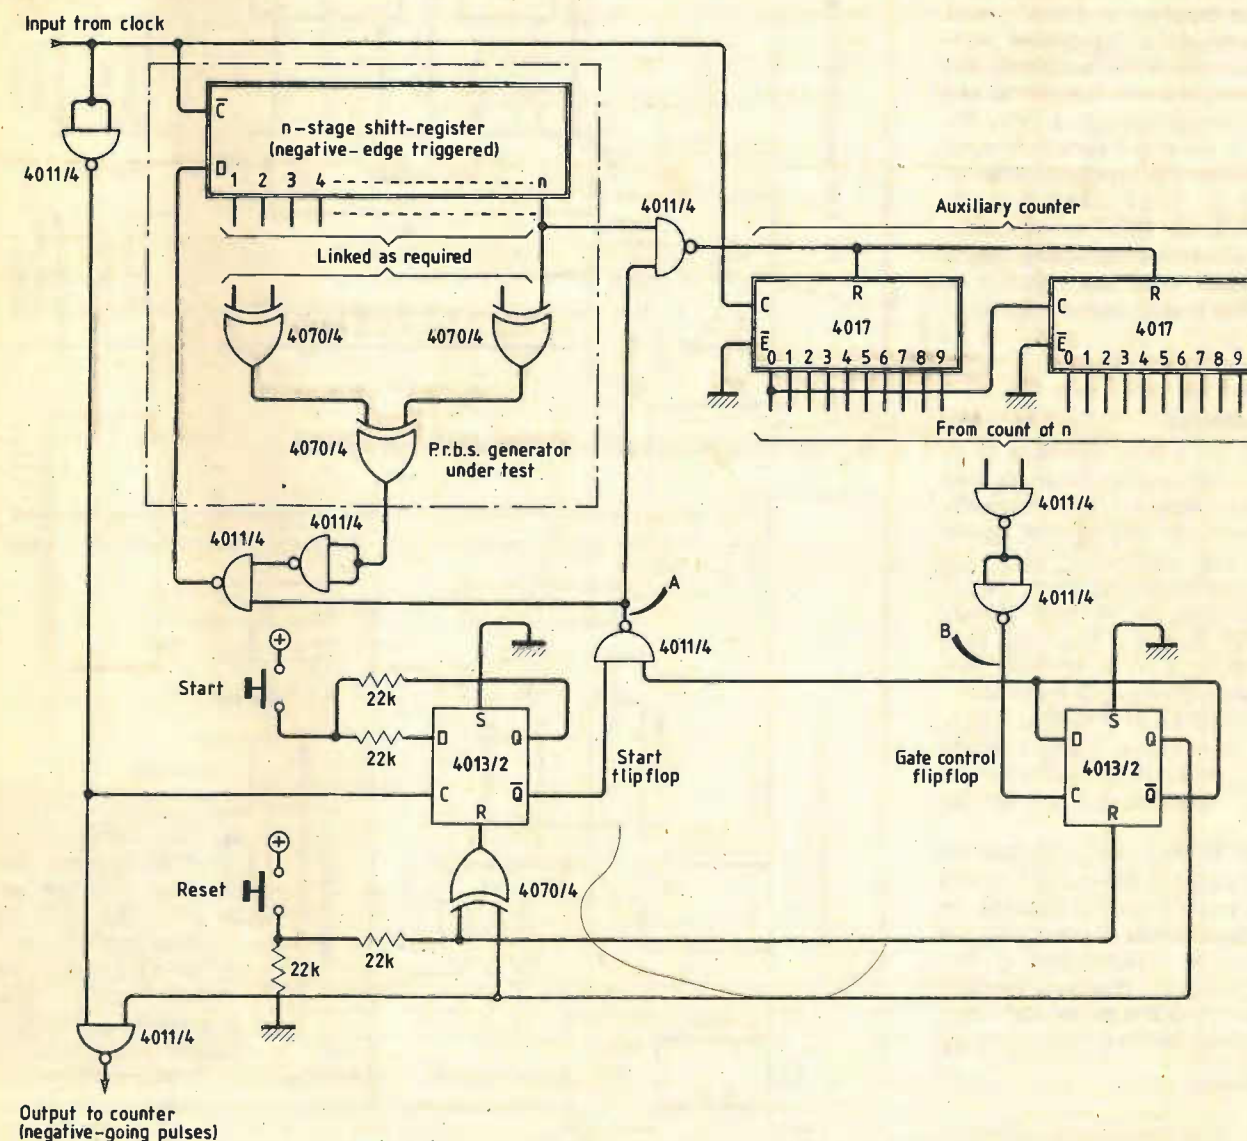 Input from clock
C̅
n-stage shift-register
(negative-edge triggered)
D
1 2 3 4 n
4011/4
Linked as required
4070/4
4070/4
4070/4
P.r.b.s. generator
under test
4011/4
4011/4
4011/4
Auxiliary counter
C
R
4017
E̅
0 1 2 3 4 5 6 7 8 9
C
R
4017
E̅
0 1 2 3 4 5 6 7 8 9
From count of n
4011/4
4011/4
A
4011/4
B
Start
22k
22k
S
D Q
4013/2
C Q̅
R
Start
flipflop
Gate control
flipflop
S
D Q
4013/2
C Q̅
R
Reset
4070/4
22k
22k
4011/4
Output to counter
(negative-going pulses)